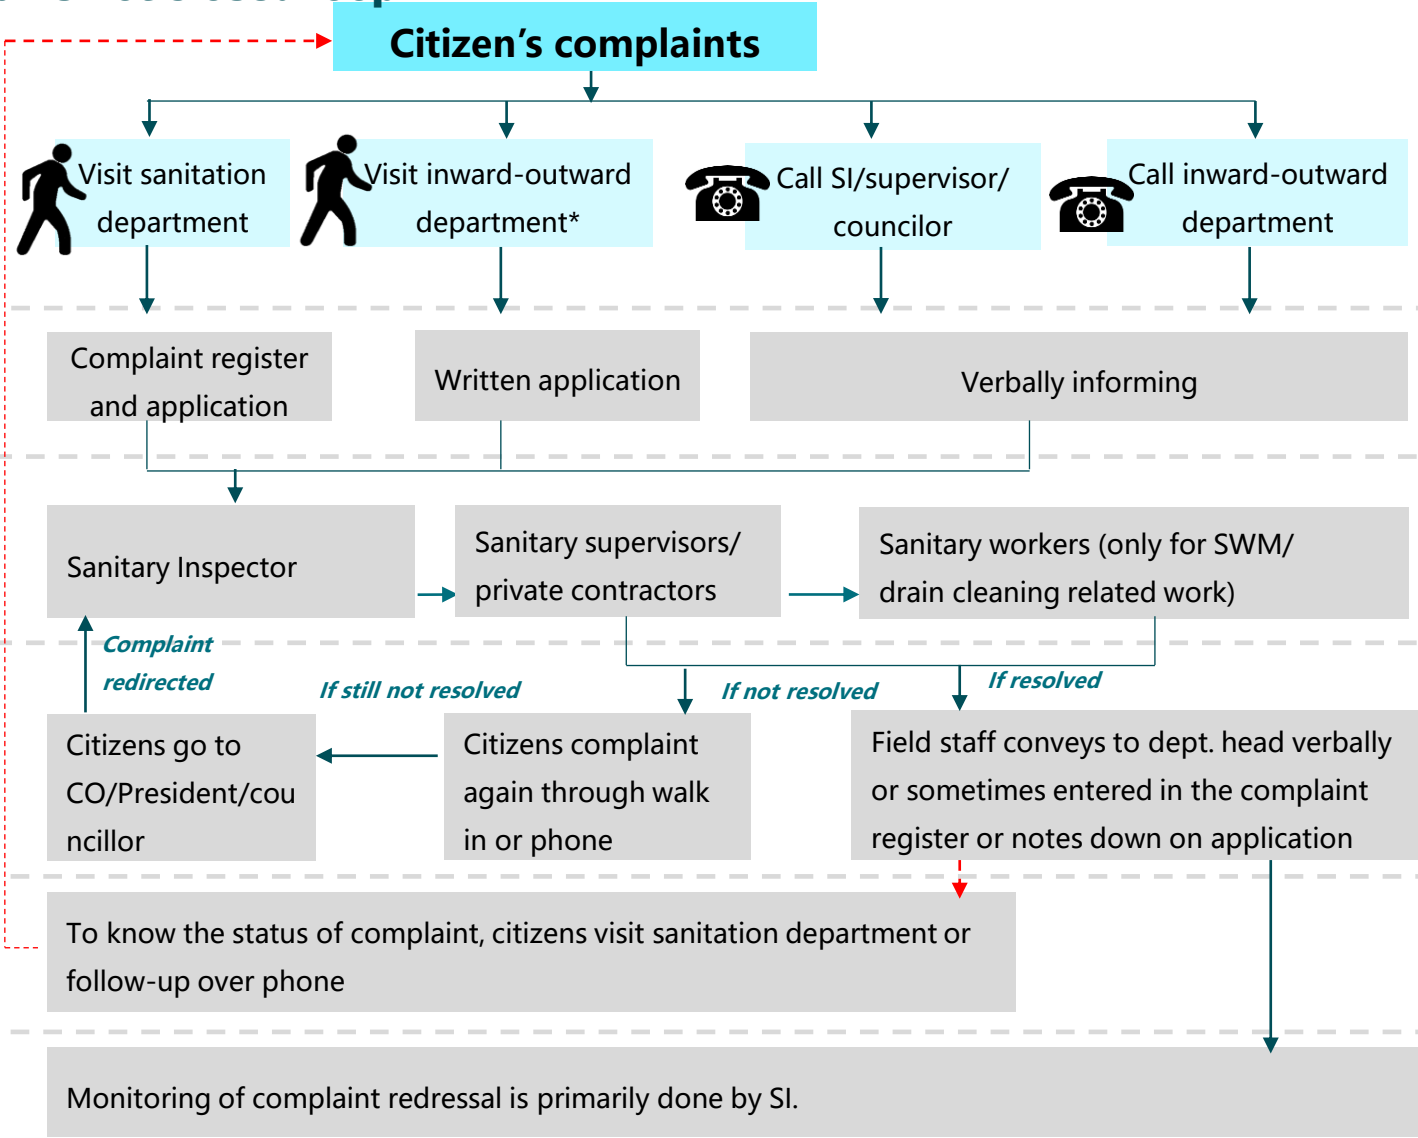 Citizen's complaints
Visit sanitation
department
Visit inward-outward
department*
Call SI/supervisor/
councilor
Call inward-outward
department
Complaint register
and application
Written application
Verbally informing
Sanitary Inspector
Sanitary supervisors/
private contractors
Sanitary workers (only for SWM/
drain cleaning related work)
Complaint
redirected
If still not resolved
If not resolved
If resolved
Citizens go to
CO/President/cou
ncillor
Citizens complaint
again through walk
in or phone
Field staff conveys to dept. head verbally
or sometimes entered in the complaint
register or notes down on application
To know the status of complaint, citizens visit sanitation department or
follow-up over phone
Monitoring of complaint redressal is primarily done by SI.